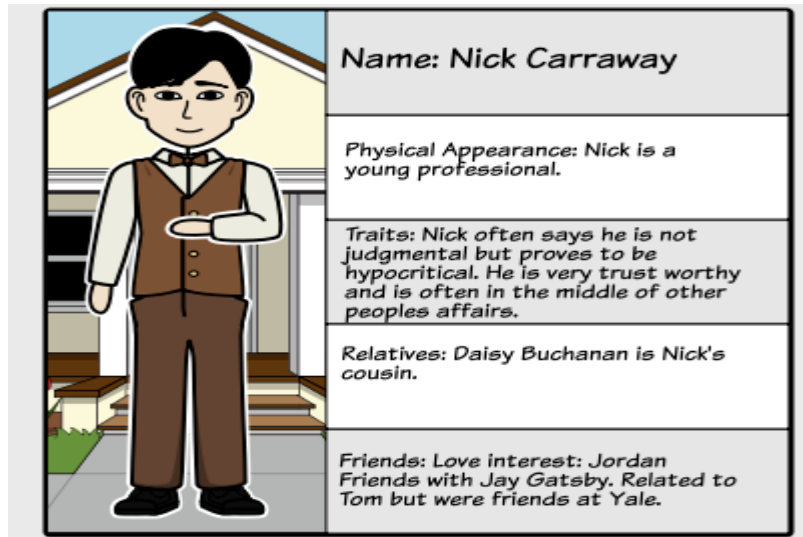 Name: Nick Carraway
Physical Appearance: Nick is a
young professional.
Traits: Nick often says he is not
judgmental but proves to be
hypocritical. He is very trust worthy
and is often in the middle of other
peoples affairs.
Relatives: Daisy Buchanan is Nick's
cousin.
Friends: Love interest: Jordan
Friends with Jay Gatsby. Related to
Tom but were friends at Yale.